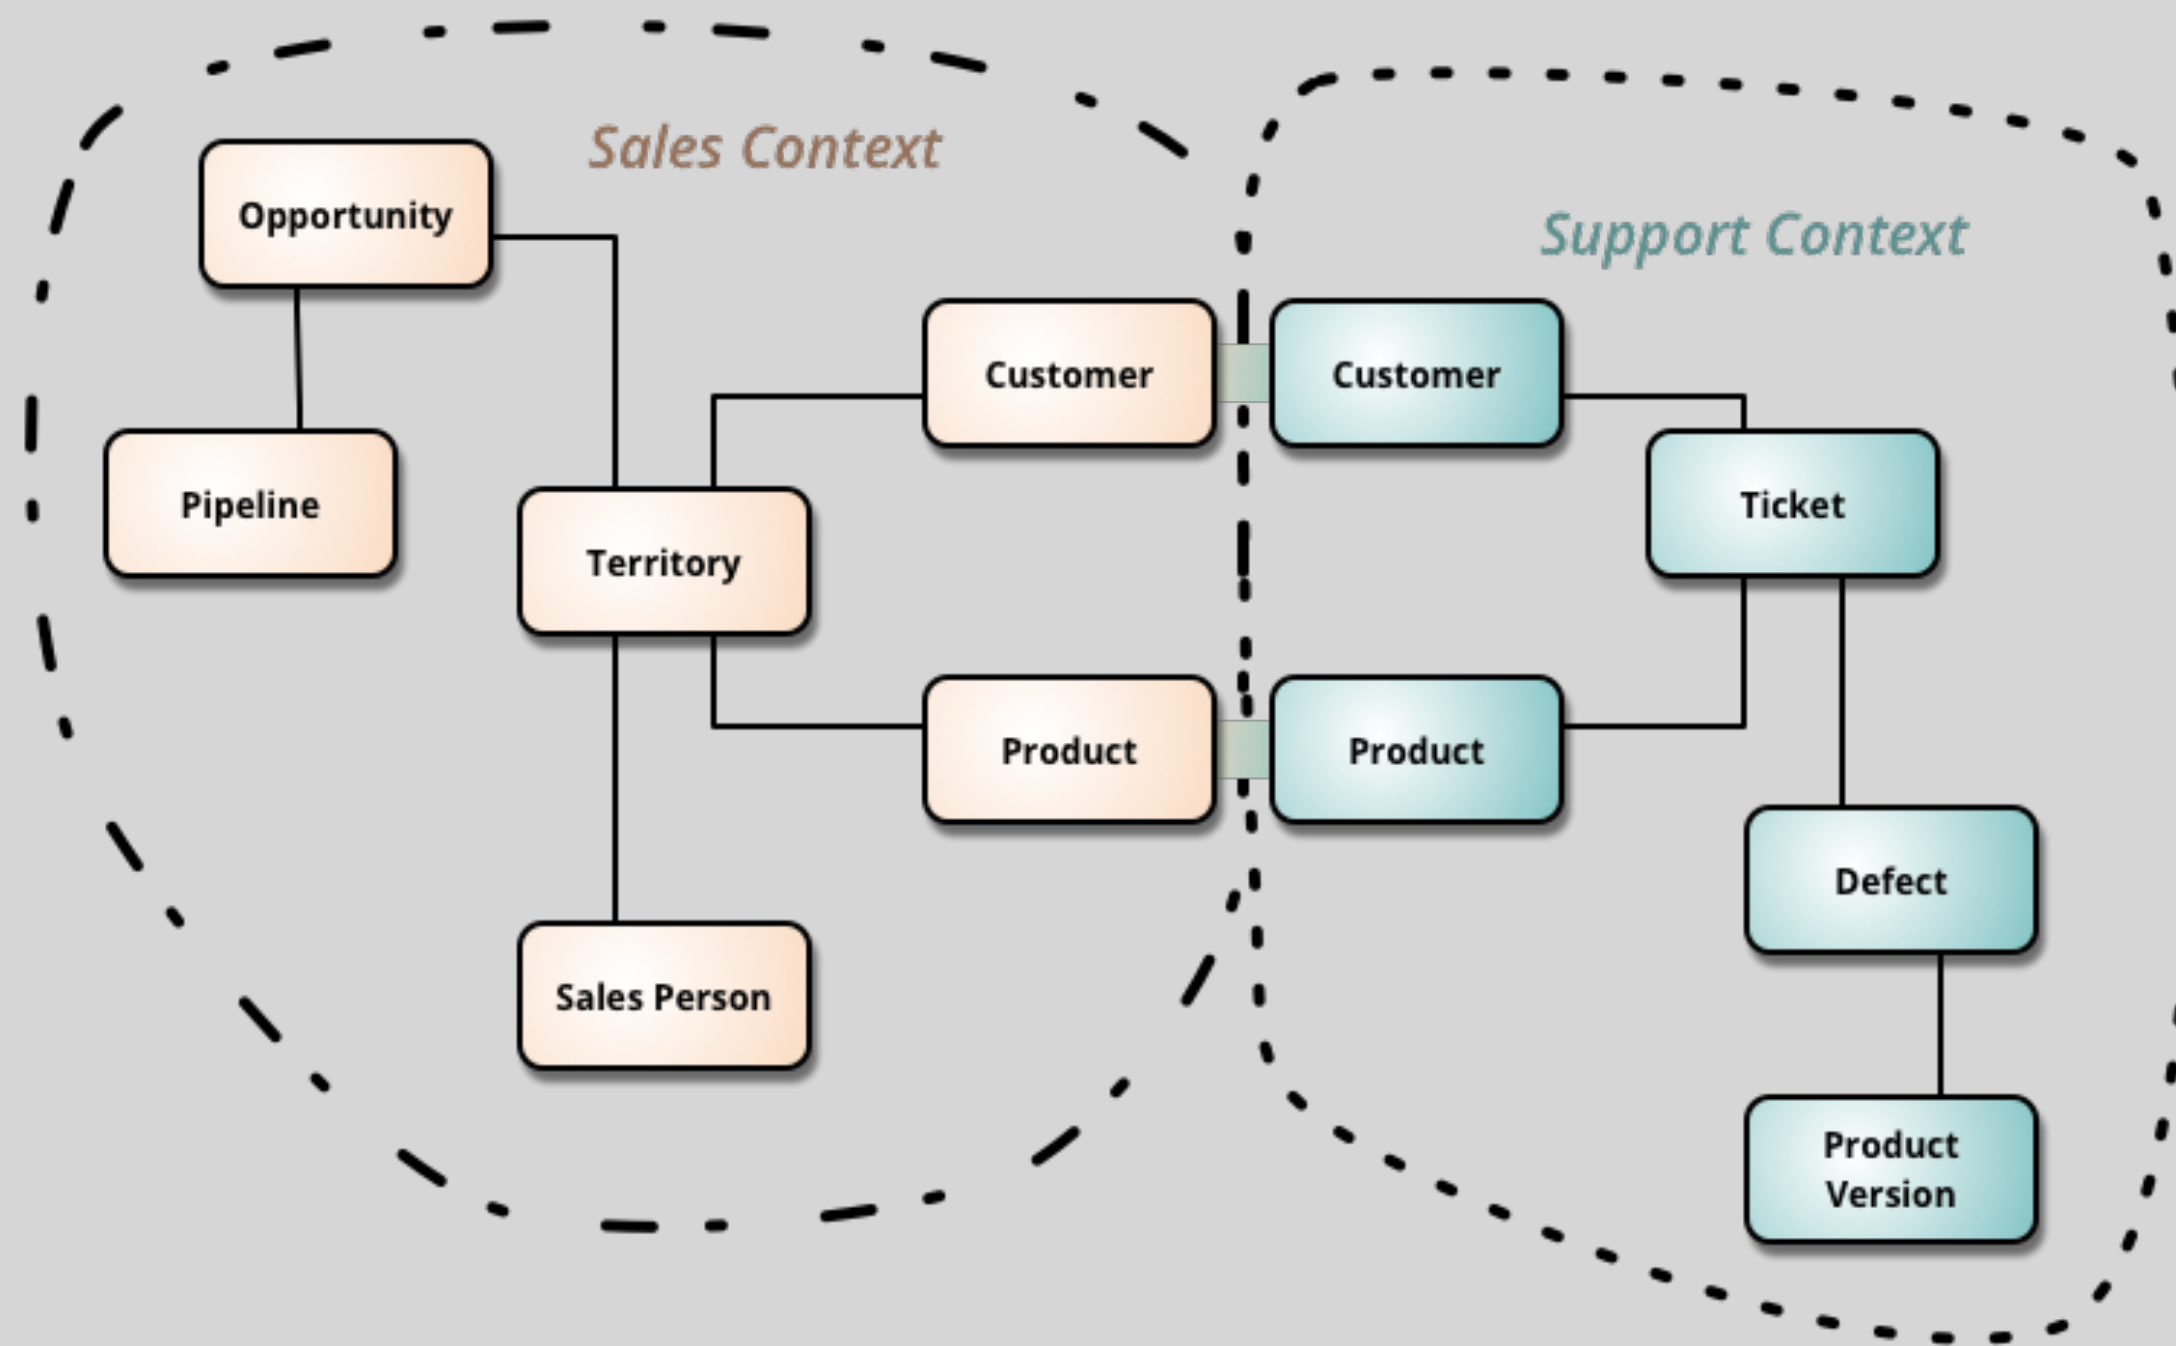 Sales Context
Opportunity
Support Context
Customer
Customer
Pipeline
Ticket
Territory
Product
Product
Defect
Sales Person
Product
Version